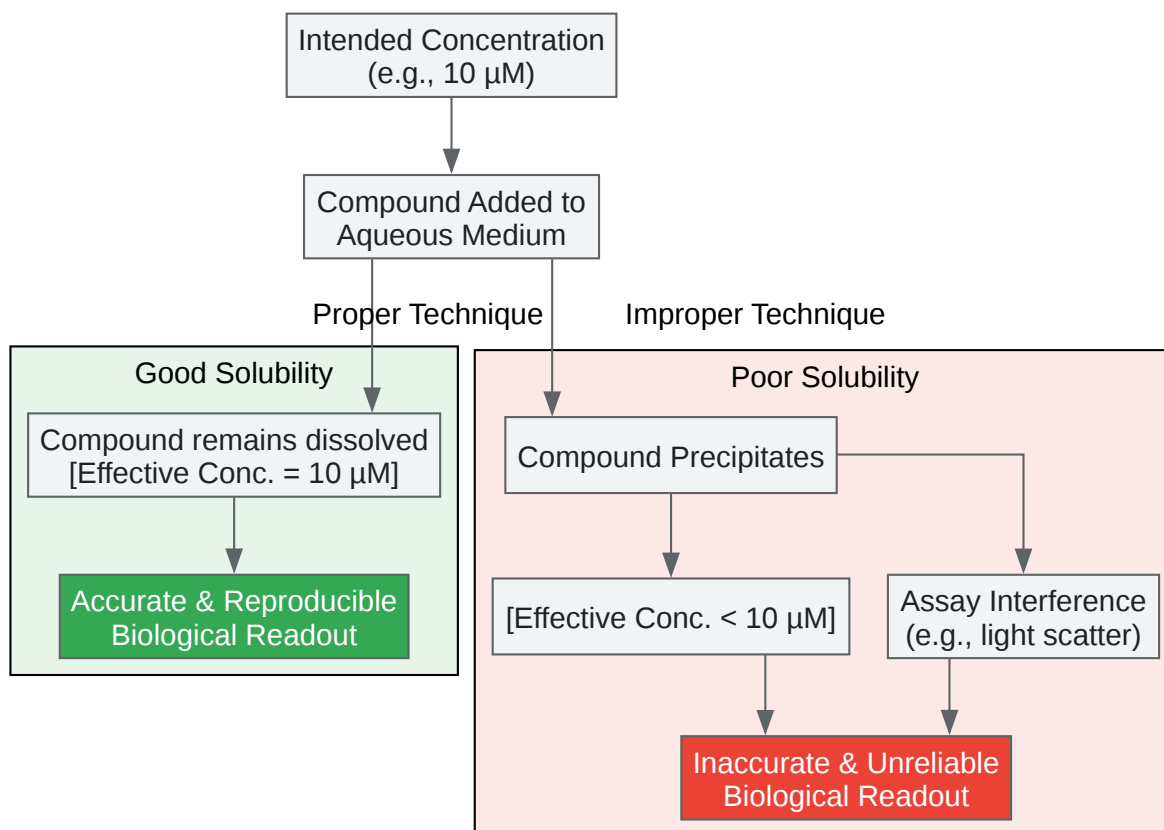 Intended Concentration
(e.g., 10 µM)
Compound Added to
Aqueous Medium
Proper Technique
Improper Technique
Good Solubility
Compound remains dissolved
[Effective Conc. = 10 µM]
Accurate & Reproducible
Biological Readout
Poor Solubility
Compound Precipitates
[Effective Conc. < 10 µM]
Assay Interference
(e.g., light scatter)
Inaccurate & Unreliable
Biological Readout